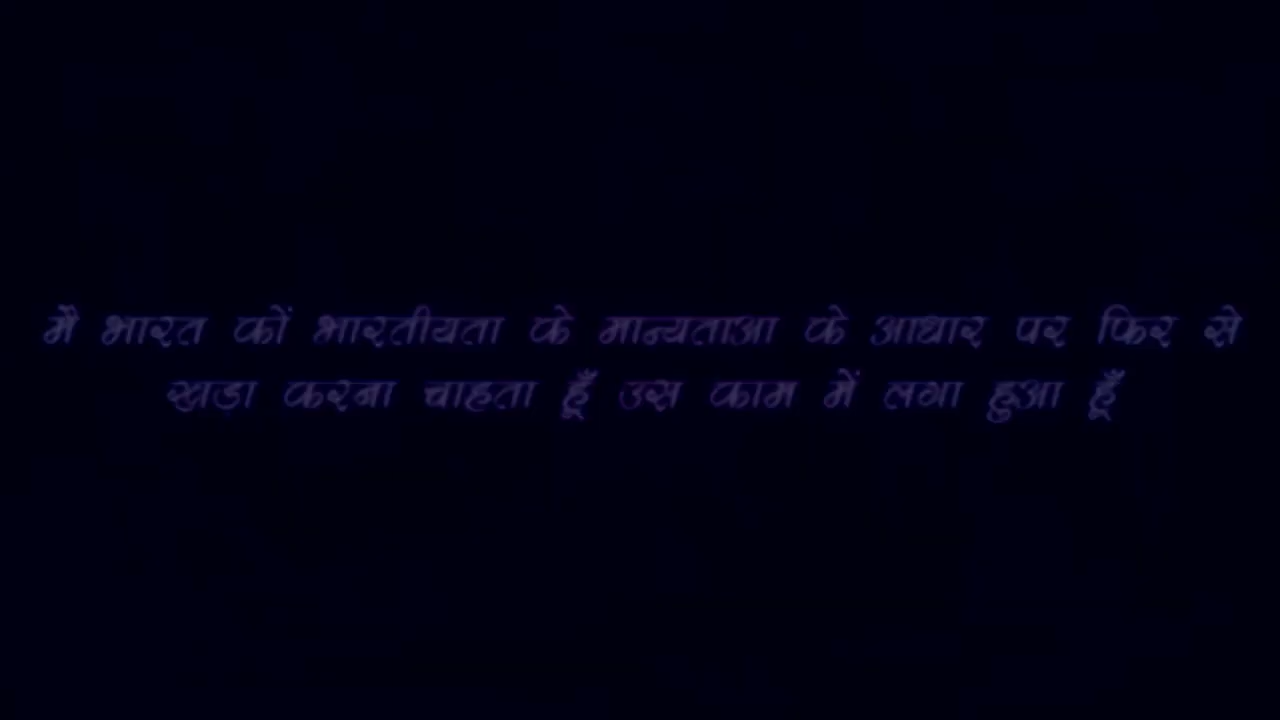 मै भारत कों भारतीयता के मान्यताआ के आधार पर फिर से
खड़ा करना चाहता हूँ उस काम में लगा हुआ हूँ